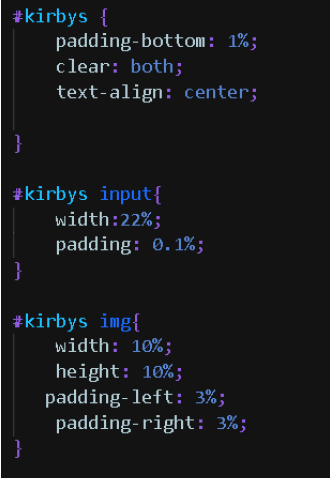 #kirbys {
    padding-bottom: 1%;
    clear: both;
    text-align: center;

}

#kirbys input{
    width:22%;
    padding: 0.1%;
}

#kirbys img{
    width: 10%;
    height: 10%;
   padding-left: 3%;
    padding-right: 3%;
}